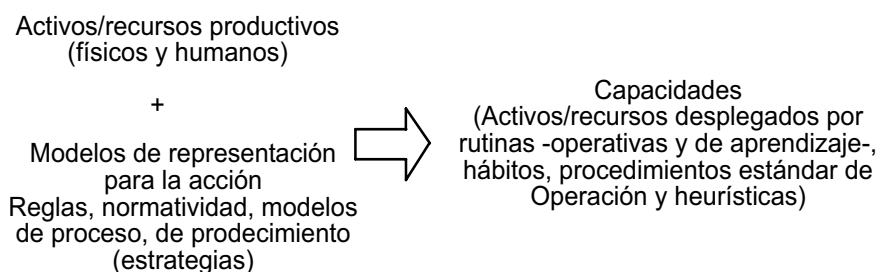 Activos/recursos productivos
(físicos y humanos)
+
Modelos de representación
para la acción
Reglas, normatividad, modelos
de proceso, de prodecimiento
(estrategias)
Capacidades
(Activos/recursos desplegados por
rutinas -operativas y de aprendizaje-,
hábitos, procedimientos estándar de
Operación y heurísticas)